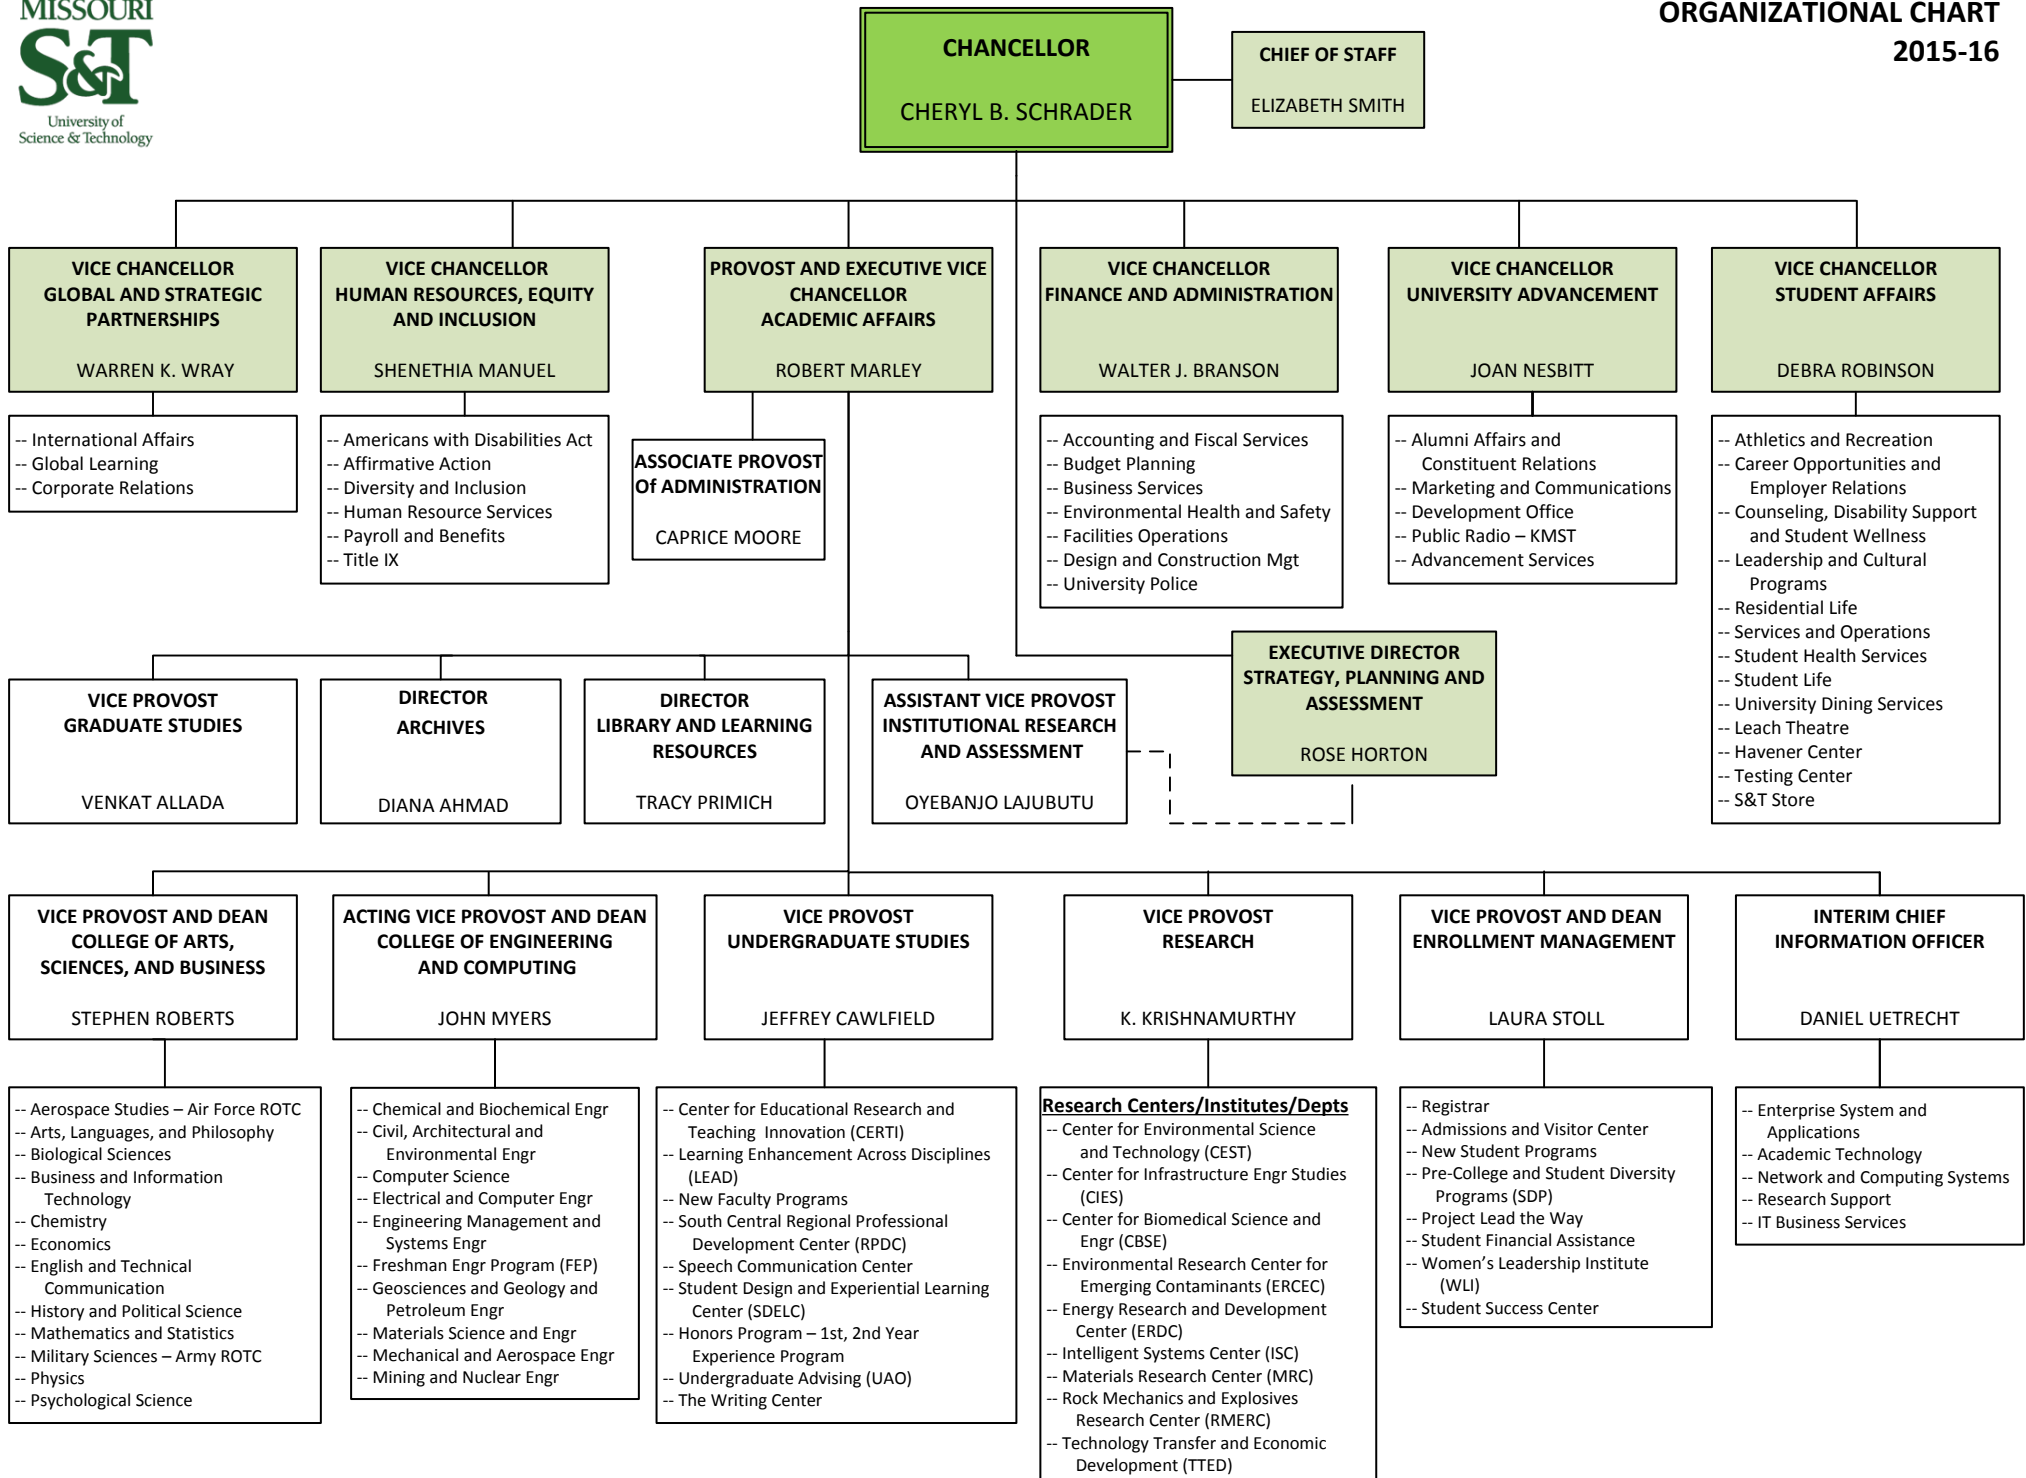 MISSOURI
S&T
University of
Science & Technology
ORGANIZATIONAL CHART
2015-16
CHANCELLOR
CHERYL B. SCHRADER
CHIEF OF STAFF
ELIZABETH SMITH
VICE CHANCELLOR
GLOBAL AND STRATEGIC
PARTNERSHIPS
WARREN K. WRAY
-- International Affairs
-- Global Learning
-- Corporate Relations
VICE CHANCELLOR
HUMAN RESOURCES, EQUITY
AND INCLUSION
SHENETHIA MANUEL
-- Americans with Disabilities Act
-- Affirmative Action
-- Diversity and Inclusion
-- Human Resource Services
-- Payroll and Benefits
-- Title IX
PROVOST AND EXECUTIVE VICE
CHANCELLOR
ACADEMIC AFFAIRS
ROBERT MARLEY
ASSOCIATE PROVOST
Of ADMINISTRATION
CAPRICE MOORE
VICE CHANCELLOR
FINANCE AND ADMINISTRATION
WALTER J. BRANSON
-- Accounting and Fiscal Services
-- Budget Planning
-- Business Services
-- Environmental Health and Safety
-- Facilities Operations
-- Design and Construction Mgt
-- University Police
VICE CHANCELLOR
UNIVERSITY ADVANCEMENT
JOAN NESBITT
-- Alumni Affairs and
Constituent Relations
-- Marketing and Communications
-- Development Office
-- Public Radio – KMST
-- Advancement Services
VICE CHANCELLOR
STUDENT AFFAIRS
DEBRA ROBINSON
-- Athletics and Recreation
-- Career Opportunities and
Employer Relations
-- Counseling, Disability Support
and Student Wellness
-- Leadership and Cultural
Programs
-- Residential Life
-- Services and Operations
-- Student Health Services
-- Student Life
-- University Dining Services
-- Leach Theatre
-- Havener Center
-- Testing Center
-- S&T Store
VICE PROVOST
GRADUATE STUDIES
VENKAT ALLADA
DIRECTOR
ARCHIVES
DIANA AHMAD
DIRECTOR
LIBRARY AND LEARNING
RESOURCES
TRACY PRIMICH
ASSISTANT VICE PROVOST
INSTITUTIONAL RESEARCH
AND ASSESSMENT
OYEBANJO LAJUBUTU
EXECUTIVE DIRECTOR
STRATEGY, PLANNING AND
ASSESSMENT
ROSE HORTON
VICE PROVOST AND DEAN
COLLEGE OF ARTS,
SCIENCES, AND BUSINESS
STEPHEN ROBERTS
-- Aerospace Studies – Air Force ROTC
-- Arts, Languages, and Philosophy
-- Biological Sciences
-- Business and Information
Technology
-- Chemistry
-- Economics
-- English and Technical
Communication
-- History and Political Science
-- Mathematics and Statistics
-- Military Sciences – Army ROTC
-- Physics
-- Psychological Science
ACTING VICE PROVOST AND DEAN
COLLEGE OF ENGINEERING
AND COMPUTING
JOHN MYERS
-- Chemical and Biochemical Engr
-- Civil, Architectural and
Environmental Engr
-- Computer Science
-- Electrical and Computer Engr
-- Engineering Management and
Systems Engr
-- Freshman Engr Program (FEP)
-- Geosciences and Geology and
Petroleum Engr
-- Materials Science and Engr
-- Mechanical and Aerospace Engr
-- Mining and Nuclear Engr
VICE PROVOST
UNDERGRADUATE STUDIES
JEFFREY CAWLFIELD
-- Center for Educational Research and
Teaching Innovation (CERTI)
-- Learning Enhancement Across Disciplines
(LEAD)
-- New Faculty Programs
-- South Central Regional Professional
Development Center (RPDC)
-- Speech Communication Center
-- Student Design and Experiential Learning
Center (SDELC)
-- Honors Program – 1st, 2nd Year
Experience Program
-- Undergraduate Advising (UAO)
-- The Writing Center
VICE PROVOST
RESEARCH
K. KRISHNAMURTHY
Research Centers/Institutes/Depts
-- Center for Environmental Science
and Technology (CEST)
-- Center for Infrastructure Engr Studies
(CIES)
-- Center for Biomedical Science and
Engr (CBSE)
-- Environmental Research Center for
Emerging Contaminants (ERCEC)
-- Energy Research and Development
Center (ERDC)
-- Intelligent Systems Center (ISC)
-- Materials Research Center (MRC)
-- Rock Mechanics and Explosives
Research Center (RMERC)
-- Technology Transfer and Economic
Development (TTED)
VICE PROVOST AND DEAN
ENROLLMENT MANAGEMENT
LAURA STOLL
-- Registrar
-- Admissions and Visitor Center
-- New Student Programs
-- Pre-College and Student Diversity
Programs (SDP)
-- Project Lead the Way
-- Student Financial Assistance
-- Women’s Leadership Institute
(WLI)
-- Student Success Center
INTERIM CHIEF
INFORMATION OFFICER
DANIEL UETRECHT
-- Enterprise System and
Applications
-- Academic Technology
-- Network and Computing Systems
-- Research Support
-- IT Business Services